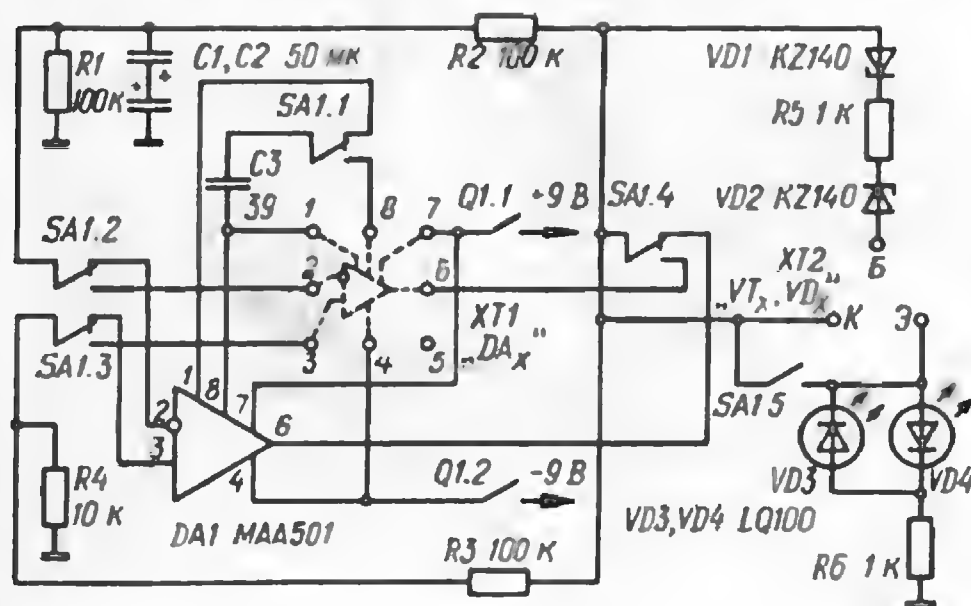 R1
100к
C1, C2 50 мк
R2 100 к
VD1 KZ140
R5 1 к
VD2 KZ140
Б
SA1.1
C3
39
1
8
7
Q1.1
+9 В
SA1.4
SA1.2
2
6
XT2
„VTx, VDx"
К
Э
3
4
5
XT1
„DAx"
SA1.3
SA1.5
1
8
7
2
3
6
4
R4
10 к
Q1.2
-9 В
VD3
VD4
DA1 MAA501
VD3, VD4 LQ100
R3 100 к
R6 1 к